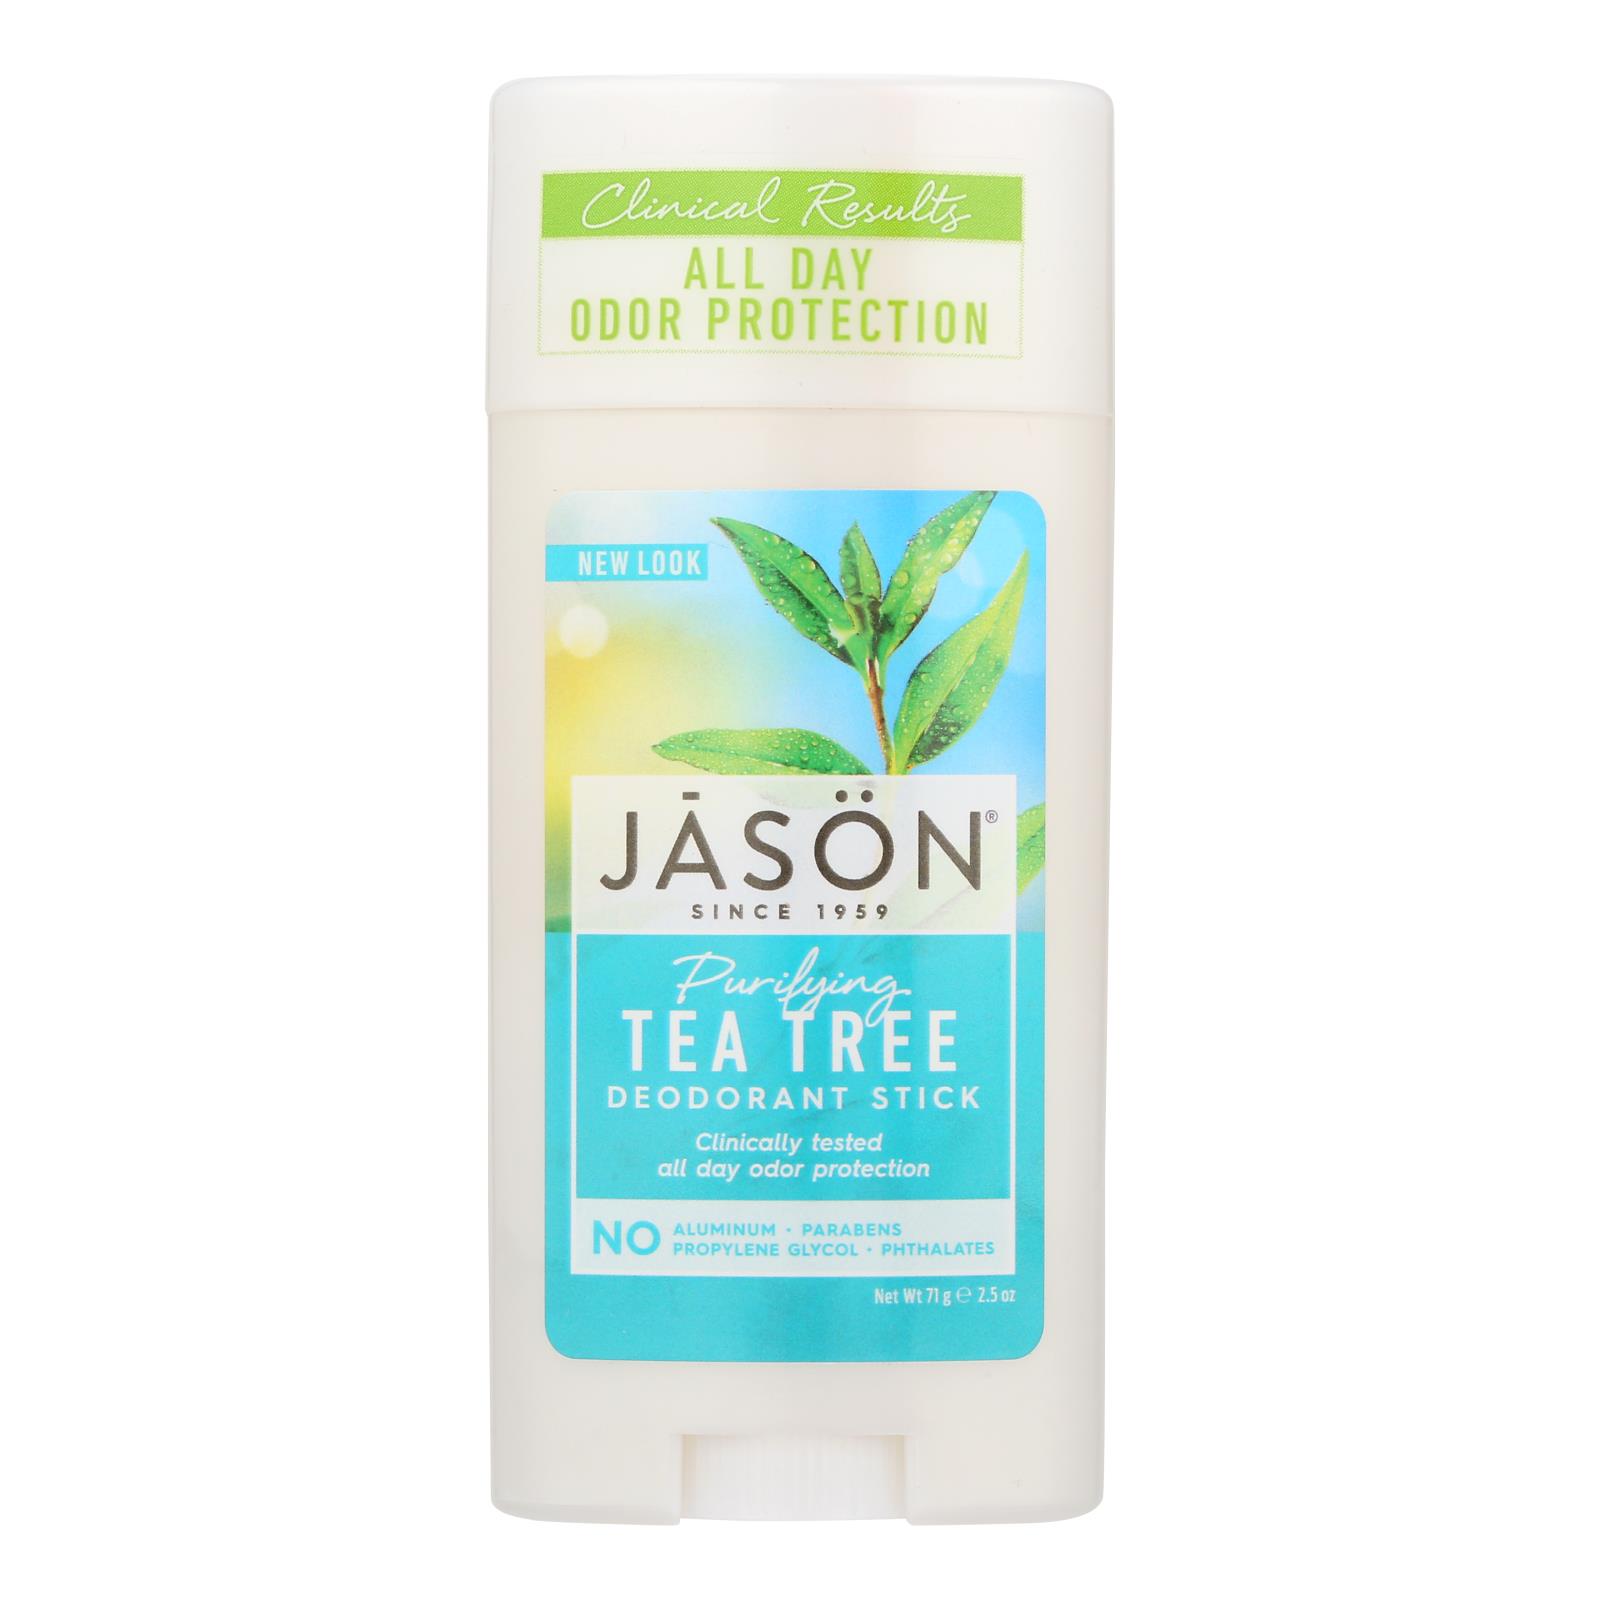 Clinical Results
ALL DAY
ODOR PROTECTION
NEW LOOK
JĀSÖN®
SINCE 1959
Purifying
TEA TREE
DEODORANT STICK
Clinically tested
all day odor protection
NO ALUMINUM · PARABENS
PROPYLENE GLYCOL · PHTHALATES
Net Wt 71 g ℮ 2.5 oz